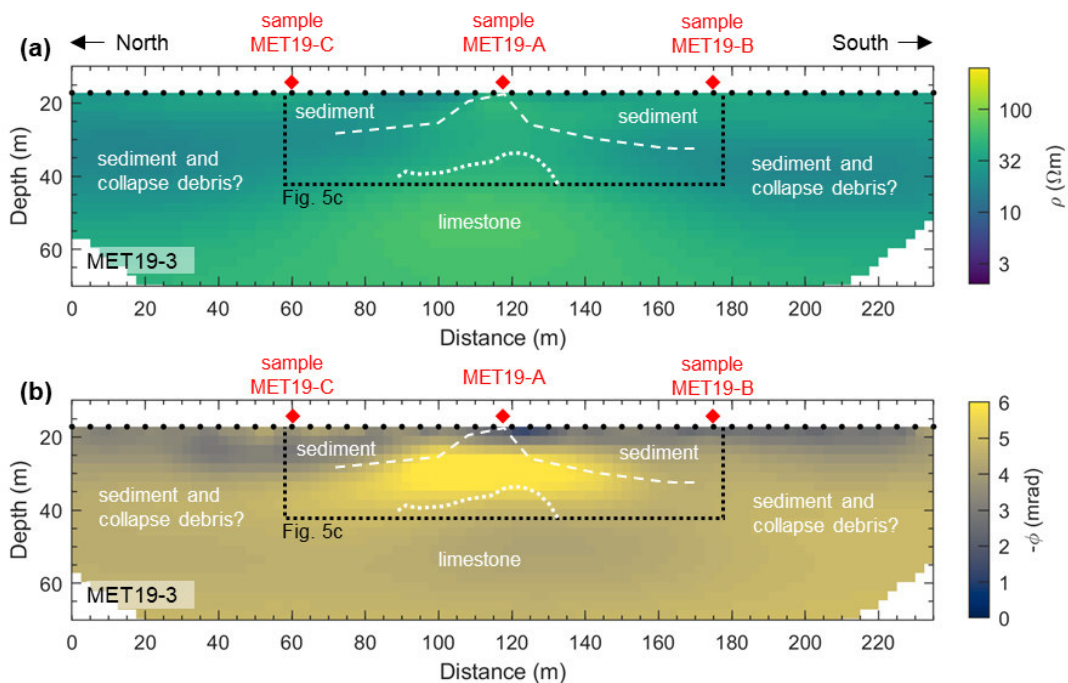 (a)
North
sample
MET19-C
sample
MET19-A
sample
MET19-B
South
20
40
60
Depth (m)
sediment
sediment
sediment and
collapse debris?
sediment and
collapse debris?
Fig. 5c
limestone
MET19-3
0 20 40 60 80 100 120 140 160 180 200 220
Distance (m)
100
32
10
3
ρ (Ωm)
(b)
sample
MET19-C
MET19-A
sample
MET19-B
20
40
60
Depth (m)
sediment
sediment
sediment and
collapse debris?
sediment and
collapse debris?
Fig. 5c
limestone
MET19-3
0 20 40 60 80 100 120 140 160 180 200 220
Distance (m)
6
5
4
3
2
1
0
-ϕ (mrad)